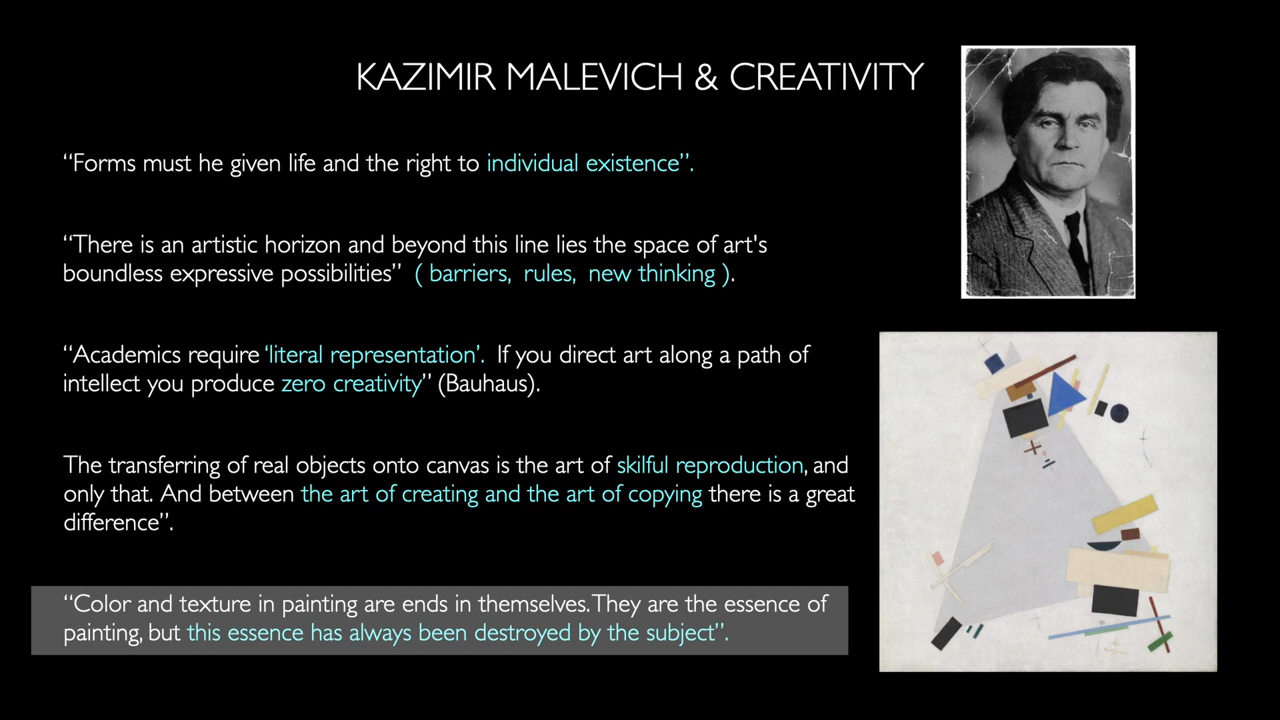 KAZIMIR MALEVICH & CREATIVITY
“Forms must he given life and the right to individual existence”.
“There is an artistic horizon and beyond this line lies the space of art's
boundless expressive possibilities” ( barriers, rules, new thinking ).
“Academics require ‘literal representation’. If you direct art along a path of
intellect you produce zero creativity” (Bauhaus).
The transferring of real objects onto canvas is the art of skilful reproduction, and
only that. And between the art of creating and the art of copying there is a great
difference”.
“Color and texture in painting are ends in themselves. They are the essence of
painting, but this essence has always been destroyed by the subject”.